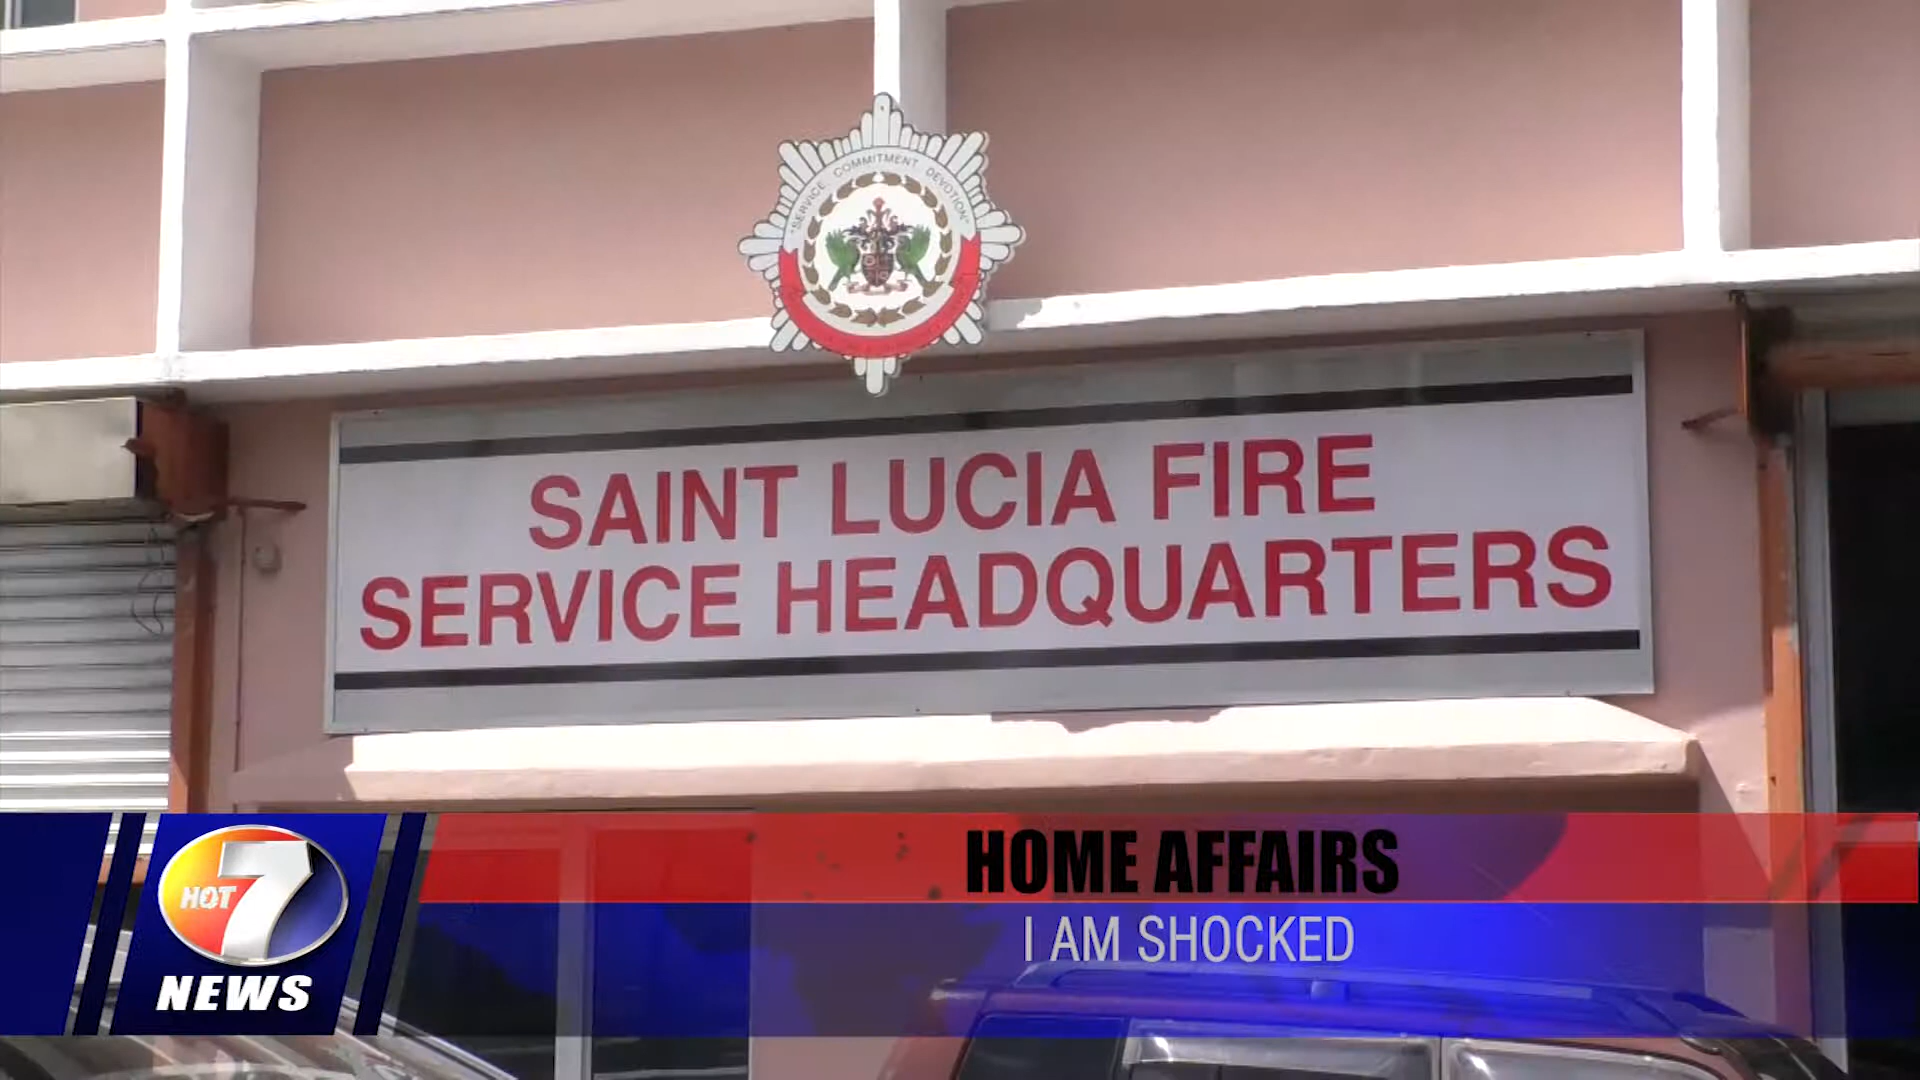 "SERVICE, COMMITMENT, DEVOTION"
SAINT LUCIA FIRE
SERVICE HEADQUARTERS
HOME AFFAIRS
I AM SHOCKED
HOT 7
NEWS